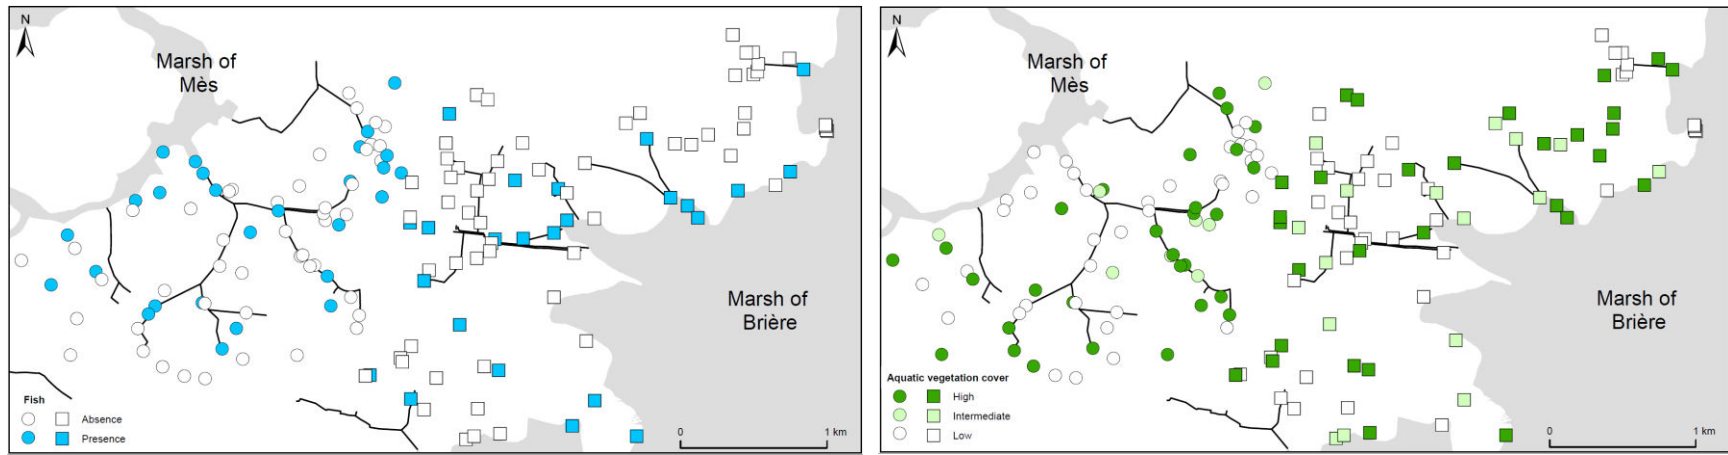 N
Marsh of
Mès
Marsh of
Brière
Fish
Absence
Presence
0 1 km
N
Marsh of
Mès
Marsh of
Brière
Aquatic vegetation cover
High
Intermediate
Low
0 1 km